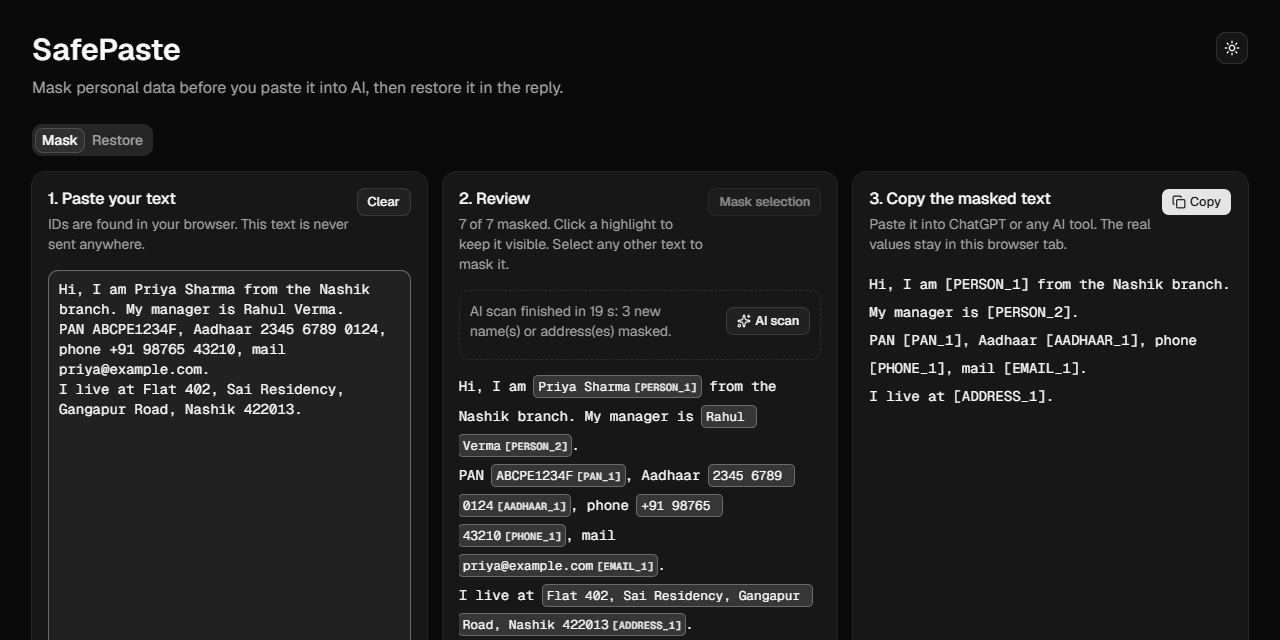 SafePaste
Mask personal data before you paste it into AI, then restore it in the reply.
Mask
Restore
1. Paste your text
Clear
IDs are found in your browser. This text is never
sent anywhere.
Hi, I am Priya Sharma from the Nashik
branch. My manager is Rahul Verma.
PAN ABCPE1234F, Aadhaar 2345 6789 0124,
phone +91 98765 43210, mail
priya@example.com.
I live at Flat 402, Sai Residency,
Gangapur Road, Nashik 422013.
2. Review
Mask selection
7 of 7 masked. Click a highlight to
keep it visible. Select any other text to
mask it.
AI scan finished in 19 s: 3 new
name(s) or address(es) masked.
AI scan
Hi, I am Priya Sharma [PERSON_1] from the
Nashik branch. My manager is Rahul
Verma [PERSON_2].
PAN ABCPE1234F [PAN_1], Aadhaar 2345 6789
0124 [AADHAAR_1], phone +91 98765
43210 [PHONE_1], mail
priya@example.com [EMAIL_1].
I live at Flat 402, Sai Residency, Gangapur
Road, Nashik 422013 [ADDRESS_1].
3. Copy the masked text
Copy
Paste it into ChatGPT or any AI tool. The real
values stay in this browser tab.
Hi, I am [PERSON_1] from the Nashik branch.
My manager is [PERSON_2].
PAN [PAN_1], Aadhaar [AADHAAR_1], phone
[PHONE_1], mail [EMAIL_1].
I live at [ADDRESS_1].